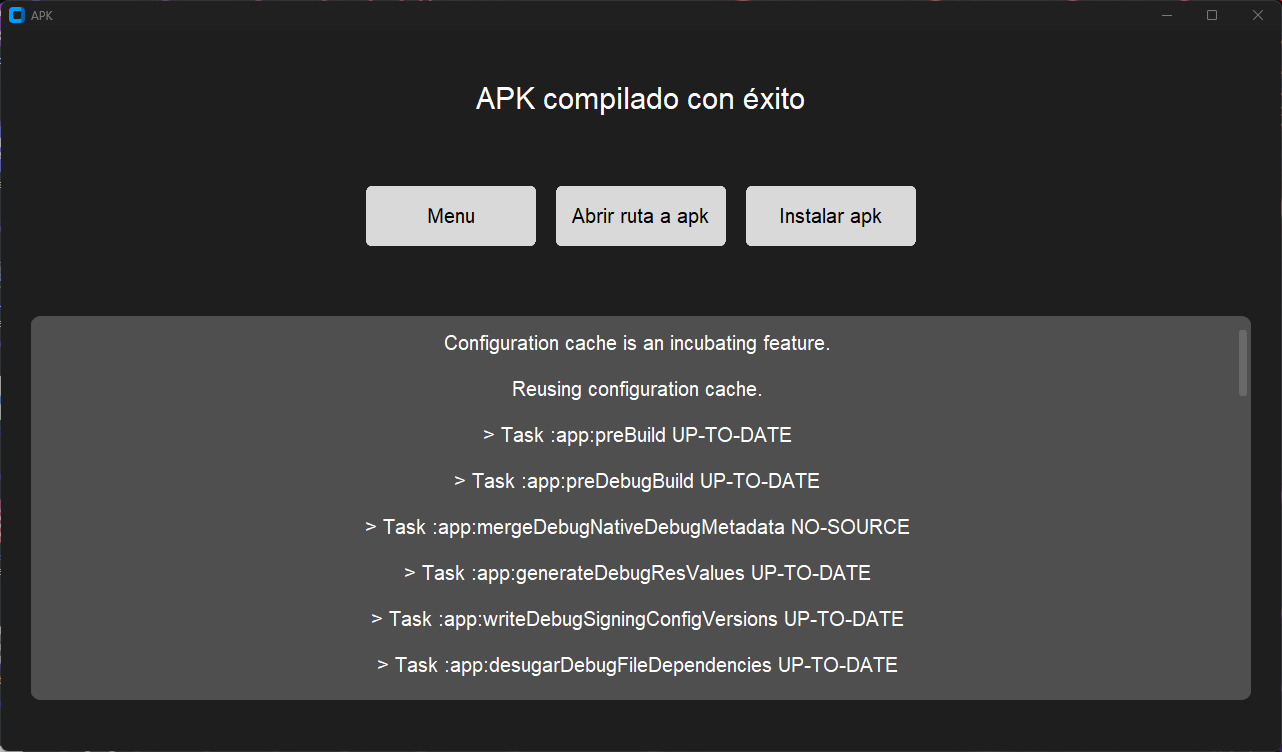 APK
APK compilado con éxito
Menu
Abrir ruta a apk
Instalar apk
Configuration cache is an incubating feature.
Reusing configuration cache.
> Task :app:preBuild UP-TO-DATE
> Task :app:preDebugBuild UP-TO-DATE
> Task :app:mergeDebugNativeDebugMetadata NO-SOURCE
> Task :app:generateDebugResValues UP-TO-DATE
> Task :app:writeDebugSigningConfigVersions UP-TO-DATE
> Task :app:desugarDebugFileDependencies UP-TO-DATE